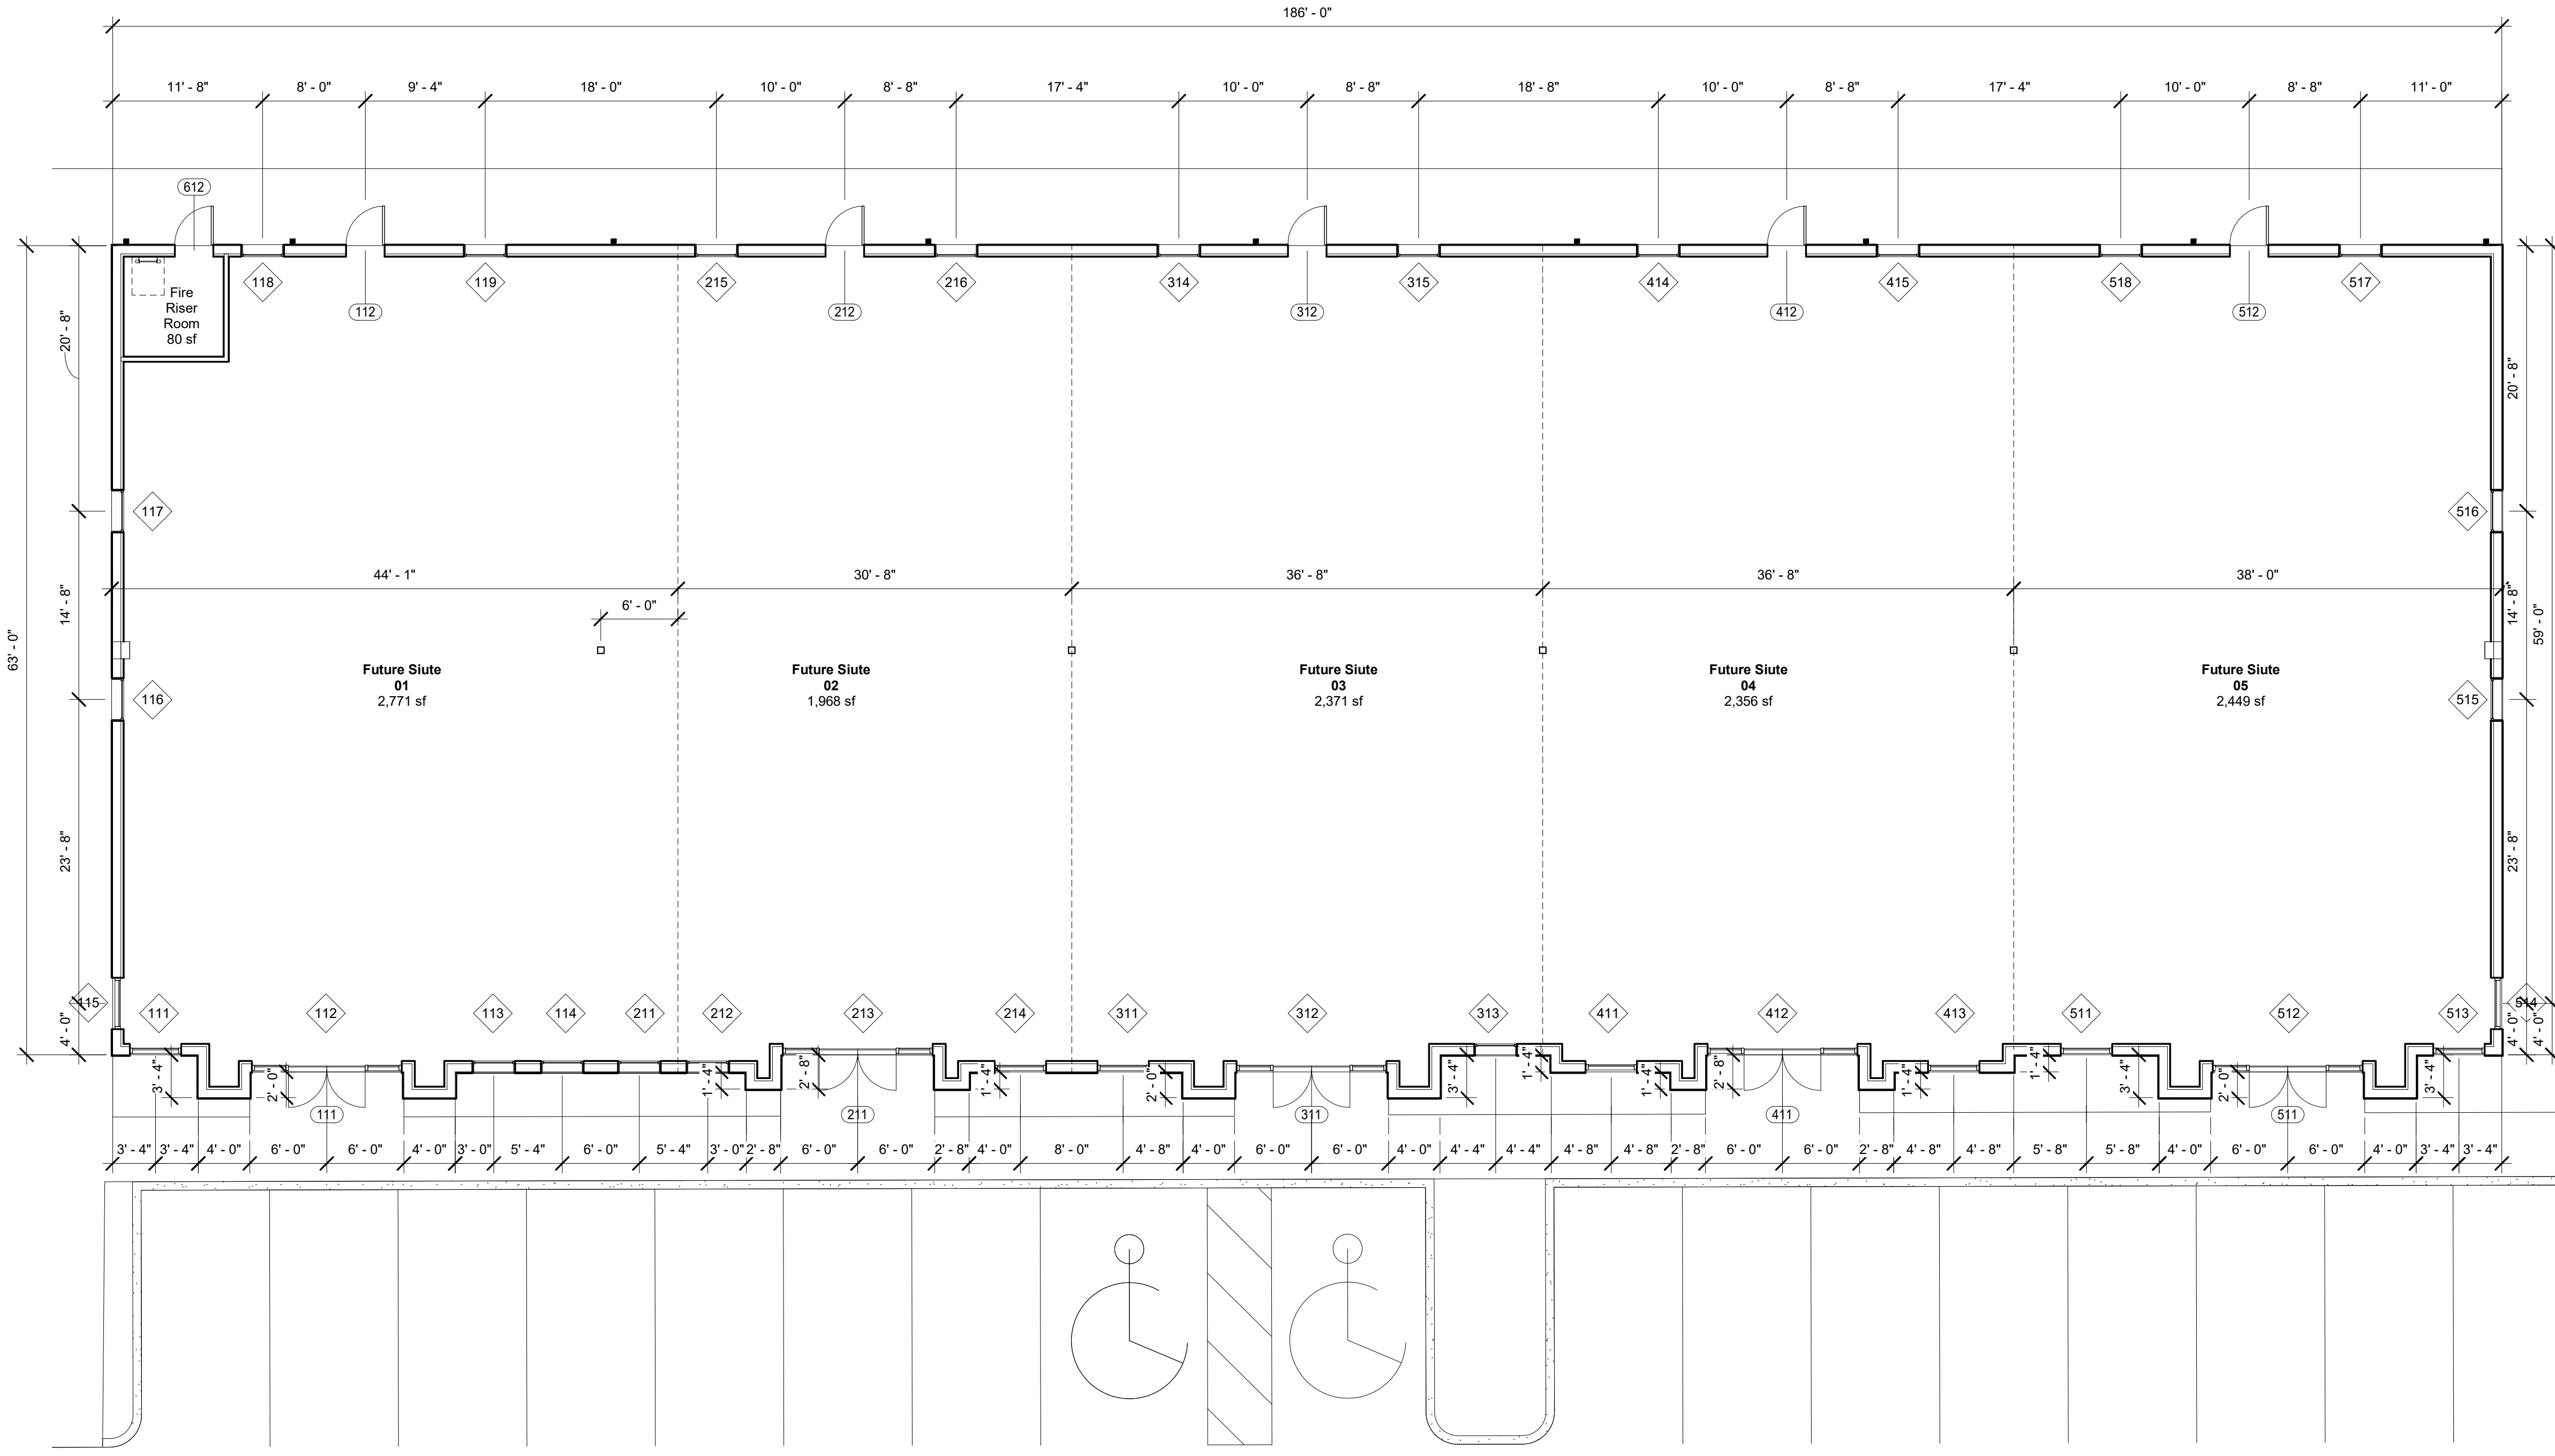 186' - 0"
11' - 8" 8' - 0" 9' - 4" 18' - 0" 10' - 0" 8' - 8" 17' - 4" 10' - 0" 8' - 8" 18' - 8" 10' - 0" 8' - 8" 17' - 4" 10' - 0" 8' - 8" 11' - 0"
612
118 119 215 216 314 315 414 415 518 517
112 212 312 412 512
Fire
Riser
Room
80 sf
20' - 8"
20' - 8"
117 516
44' - 1" 30' - 8" 36' - 8" 36' - 8" 38' - 0"
6' - 0"
14' - 8"
14' - 8"
63' - 0"
59' - 0"
Future Siute
01
2,771 sf
Future Siute
02
1,968 sf
Future Siute
03
2,371 sf
Future Siute
04
2,356 sf
Future Siute
05
2,449 sf
116 515
23' - 8"
23' - 8"
115 111 112 113 114 211 212 213 214 311 312 313 411 412 413 511 512 513 514
4' - 0"
4' - 0"
4' - 0"
3' - 4" 2' - 0" 1' - 4" 2' - 8" 1' - 4" 2' - 0" 3' - 4" 1' - 4" 1' - 4" 2' - 8" 1' - 4" 1' - 4" 3' - 4" 2' - 0" 3' - 4"
111 211 311 411 511
3' - 4" 3' - 4" 4' - 0" 6' - 0" 6' - 0" 4' - 0" 3' - 0" 5' - 4" 6' - 0" 5' - 4" 3' - 0" 2' - 8" 6' - 0" 6' - 0" 2' - 8" 4' - 0" 8' - 0" 4' - 8" 4' - 0" 6' - 0" 6' - 0" 4' - 0" 4' - 4" 4' - 4" 4' - 8" 4' - 8" 2' - 8" 6' - 0" 6' - 0" 2' - 8" 4' - 8" 4' - 8" 5' - 8" 5' - 8" 4' - 0" 6' - 0" 6' - 0" 4' - 0" 3' - 4" 3' - 4"